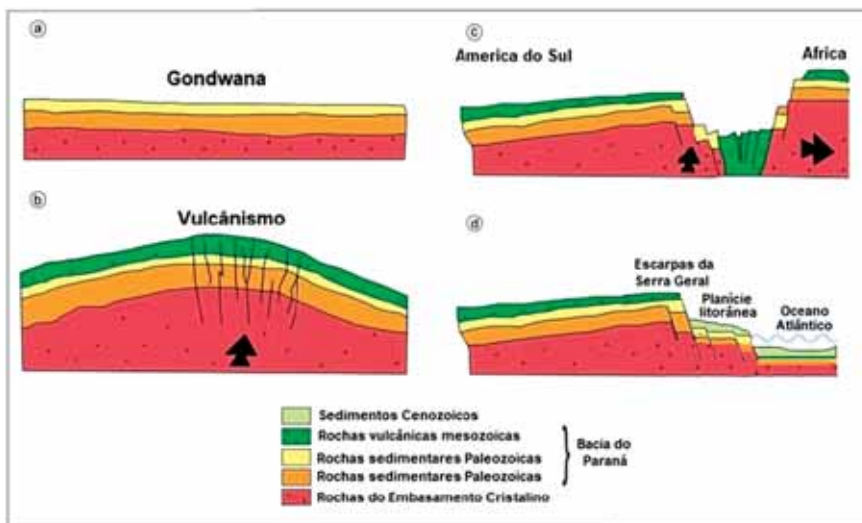 a
Gondwana
b
Vulcânismo
c
America do Sul
Africa
d
Escarpas da
Serra Geral
Planície
litorânea
Oceano
Atlântico
Sedimentos Cenozoicos
Rochas vulcânicas mesozoicas
Rochas sedimentares Paleozoicas
Rochas sedimentares Paleozoicas
Rochas do Embasamento Cristalino
Bacia do
Paraná